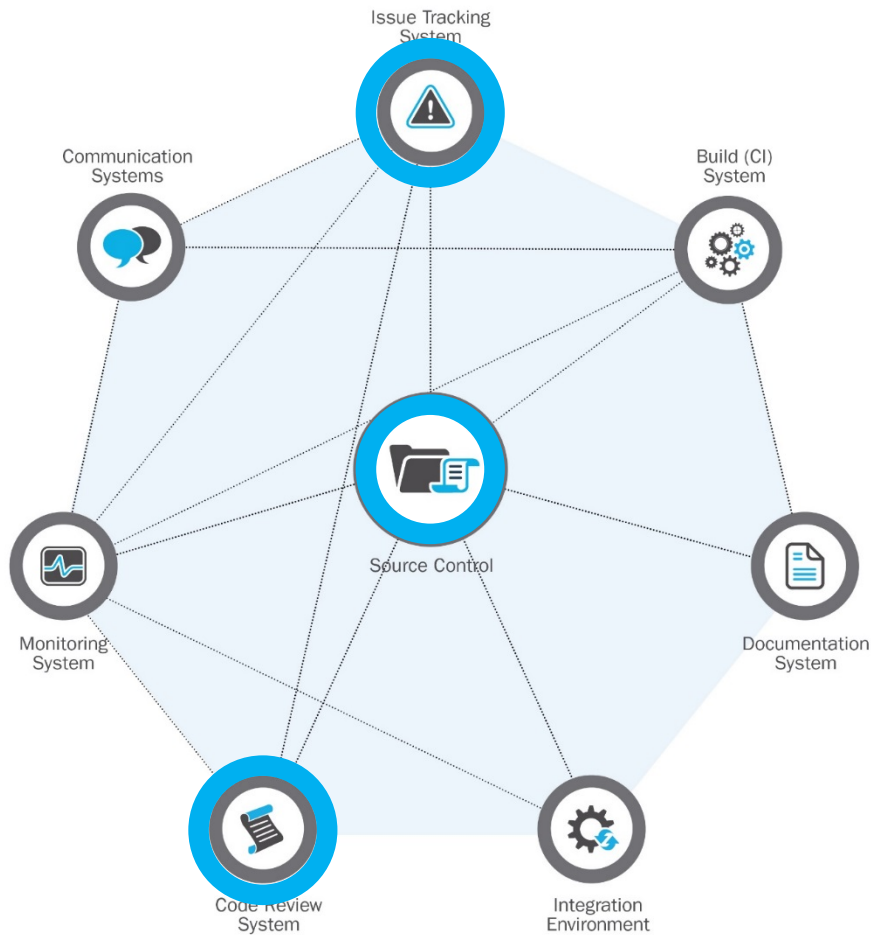 Issue Tracking
System
Communication
Systems
Build (CI)
System
Source Control
Monitoring
System
Documentation
System
Code Review
System
Integration
Environment